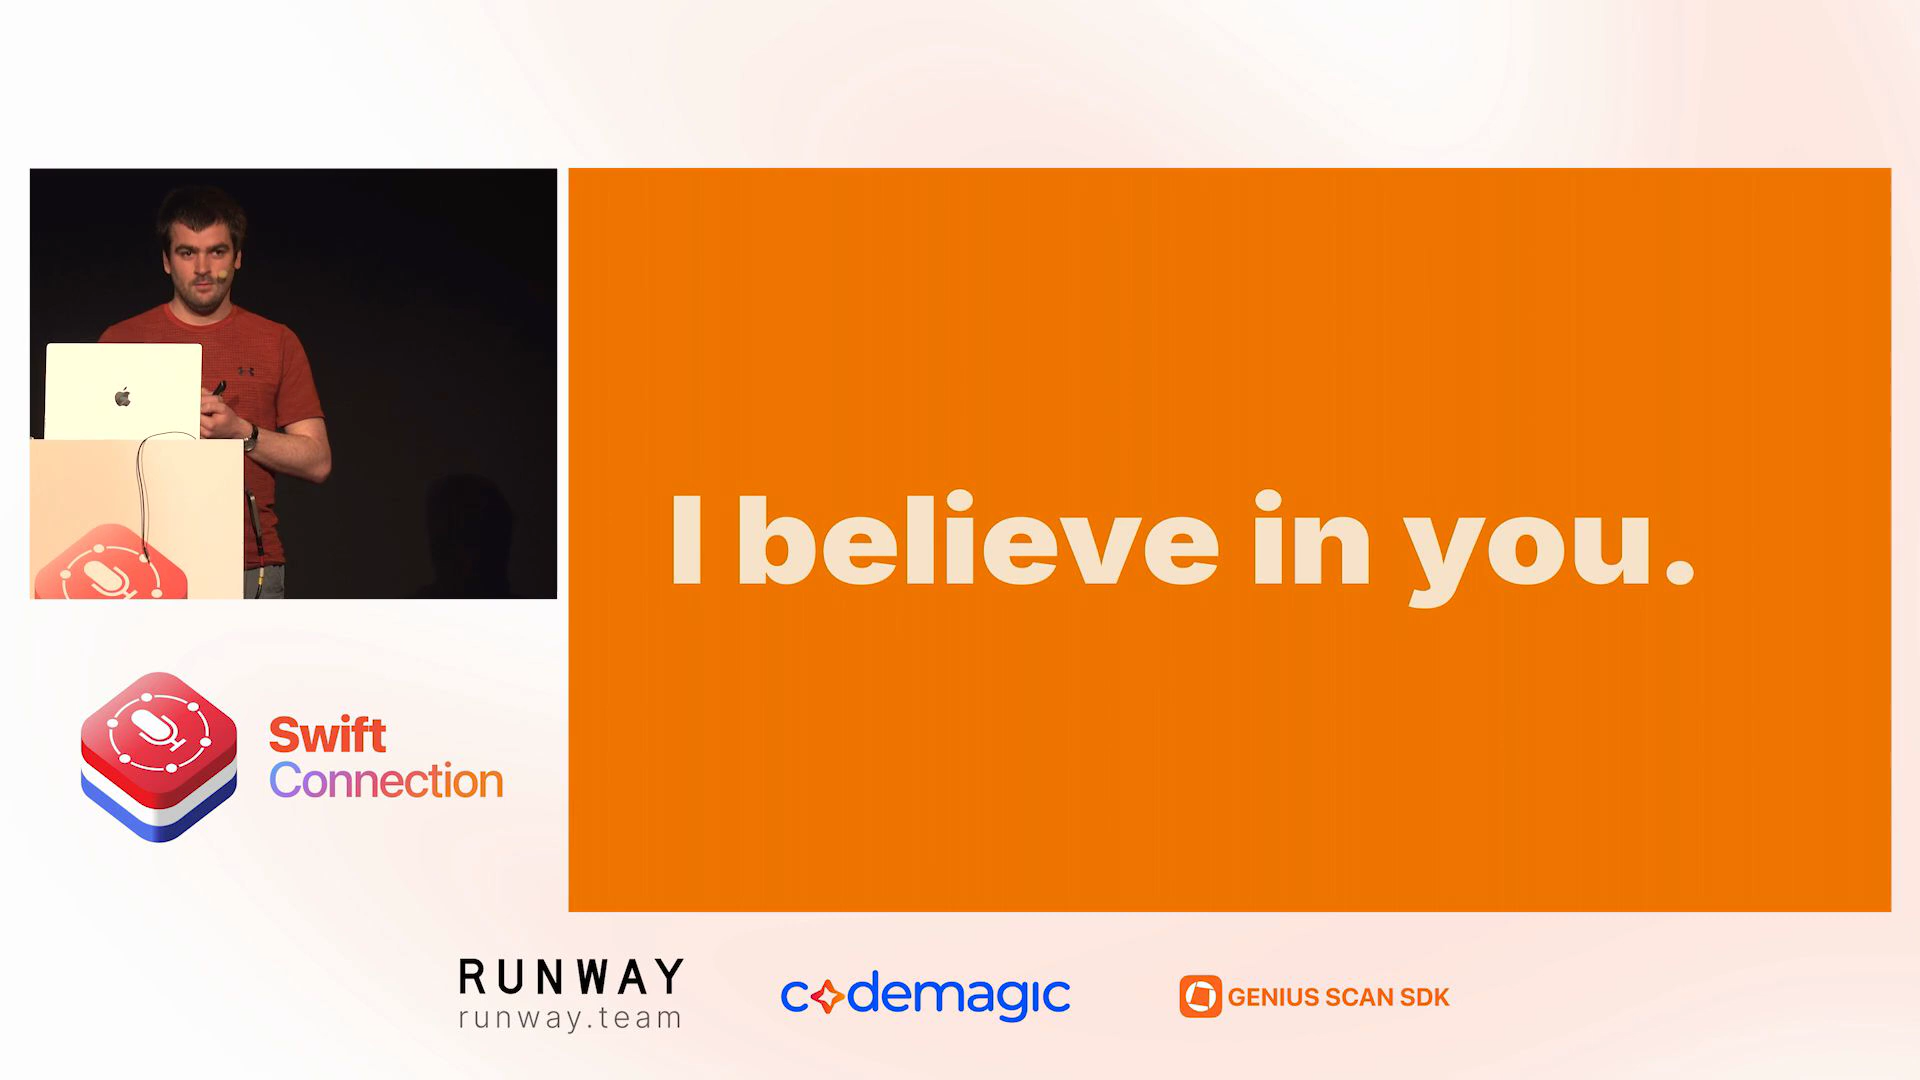 I believe in you.
Swift
Connection
RUNWAY
runway.team
codemagic
GENIUS SCAN SDK